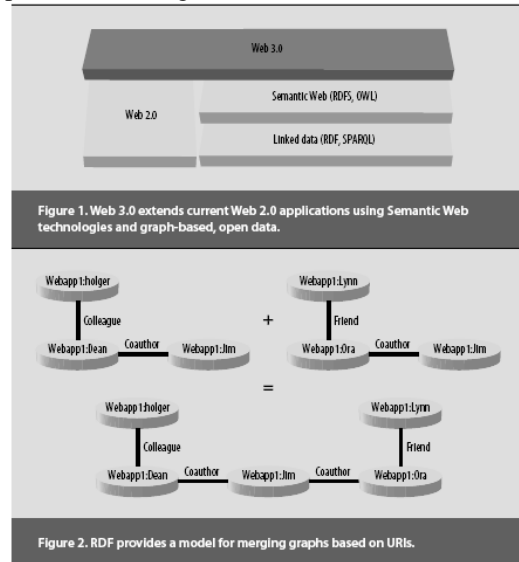 Web 3.0
Semantic Web (RDFS, OWL)
Web 2.0
Linked data (RDF, SPARQL)
Figure 1. Web 3.0 extends current Web 2.0 applications using Semantic Web
technologies and graph-based, open data.
Webapp1:holger
Webapp1:Lynn
Colleague
+
Friend
Webapp1:Dean
Coauthor
Webapp1:Jim
Webapp1:Ora
Coauthor
Webapp1:Jim
=
Webapp1:holger
Webapp1:Lynn
Colleague
Friend
Webapp1:Dean
Coauthor
Webapp1:Jim
Coauthor
Webapp1:Ora
Figure 2. RDF provides a model for merging graphs based on URIs.